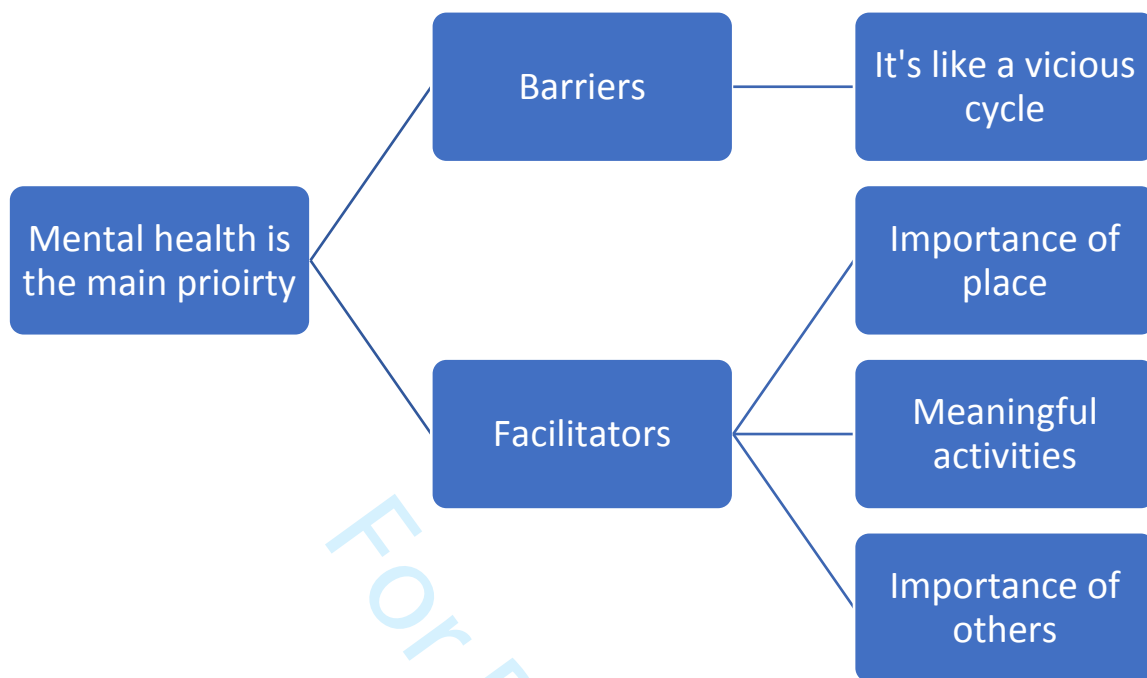 Mental health is
the main prioirty
Barriers
It's like a vicious
cycle
Facilitators
Importance of
place
Meaningful
activities
Importance of
others
For